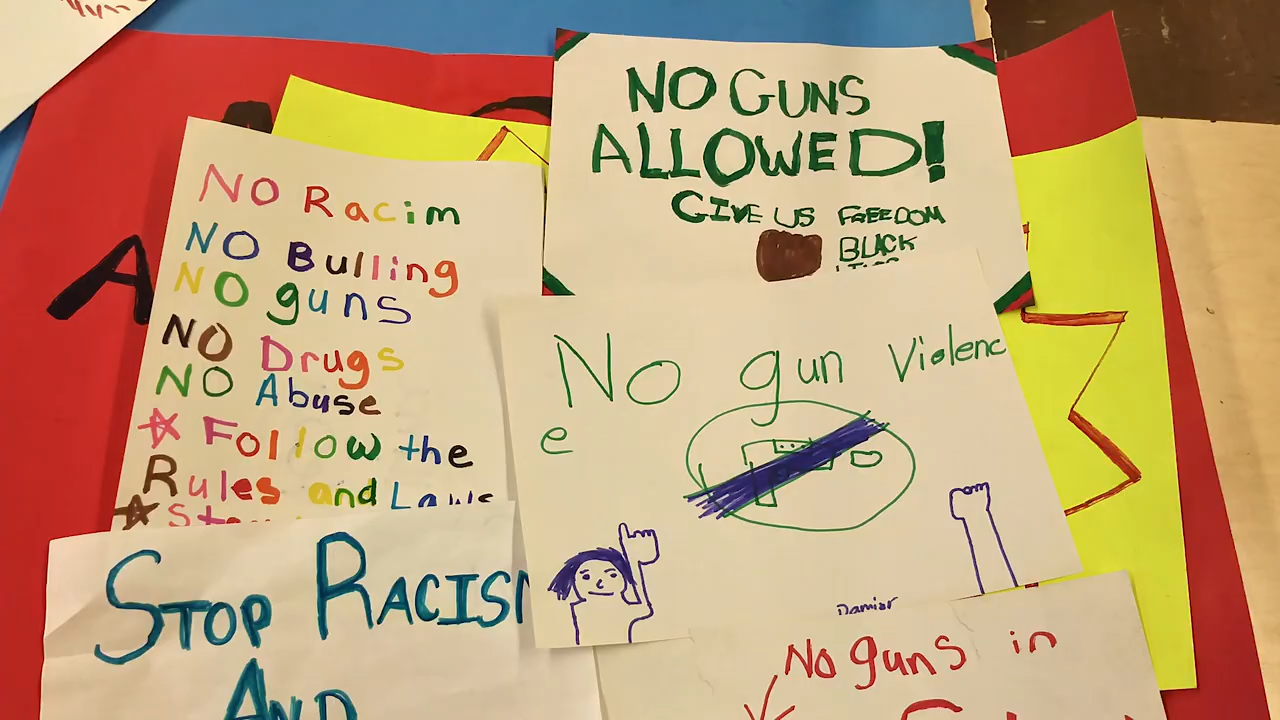 NO Racim
NO Bulling
NO guns
NO Drugs
NO Abuse
Follow the
Rules and Laws
NO GUNS
ALLOWED!
GIVE US FREEDOM
BLACK
No gun Violenc
e
Damiar
STOP RACISM
AND
No guns in